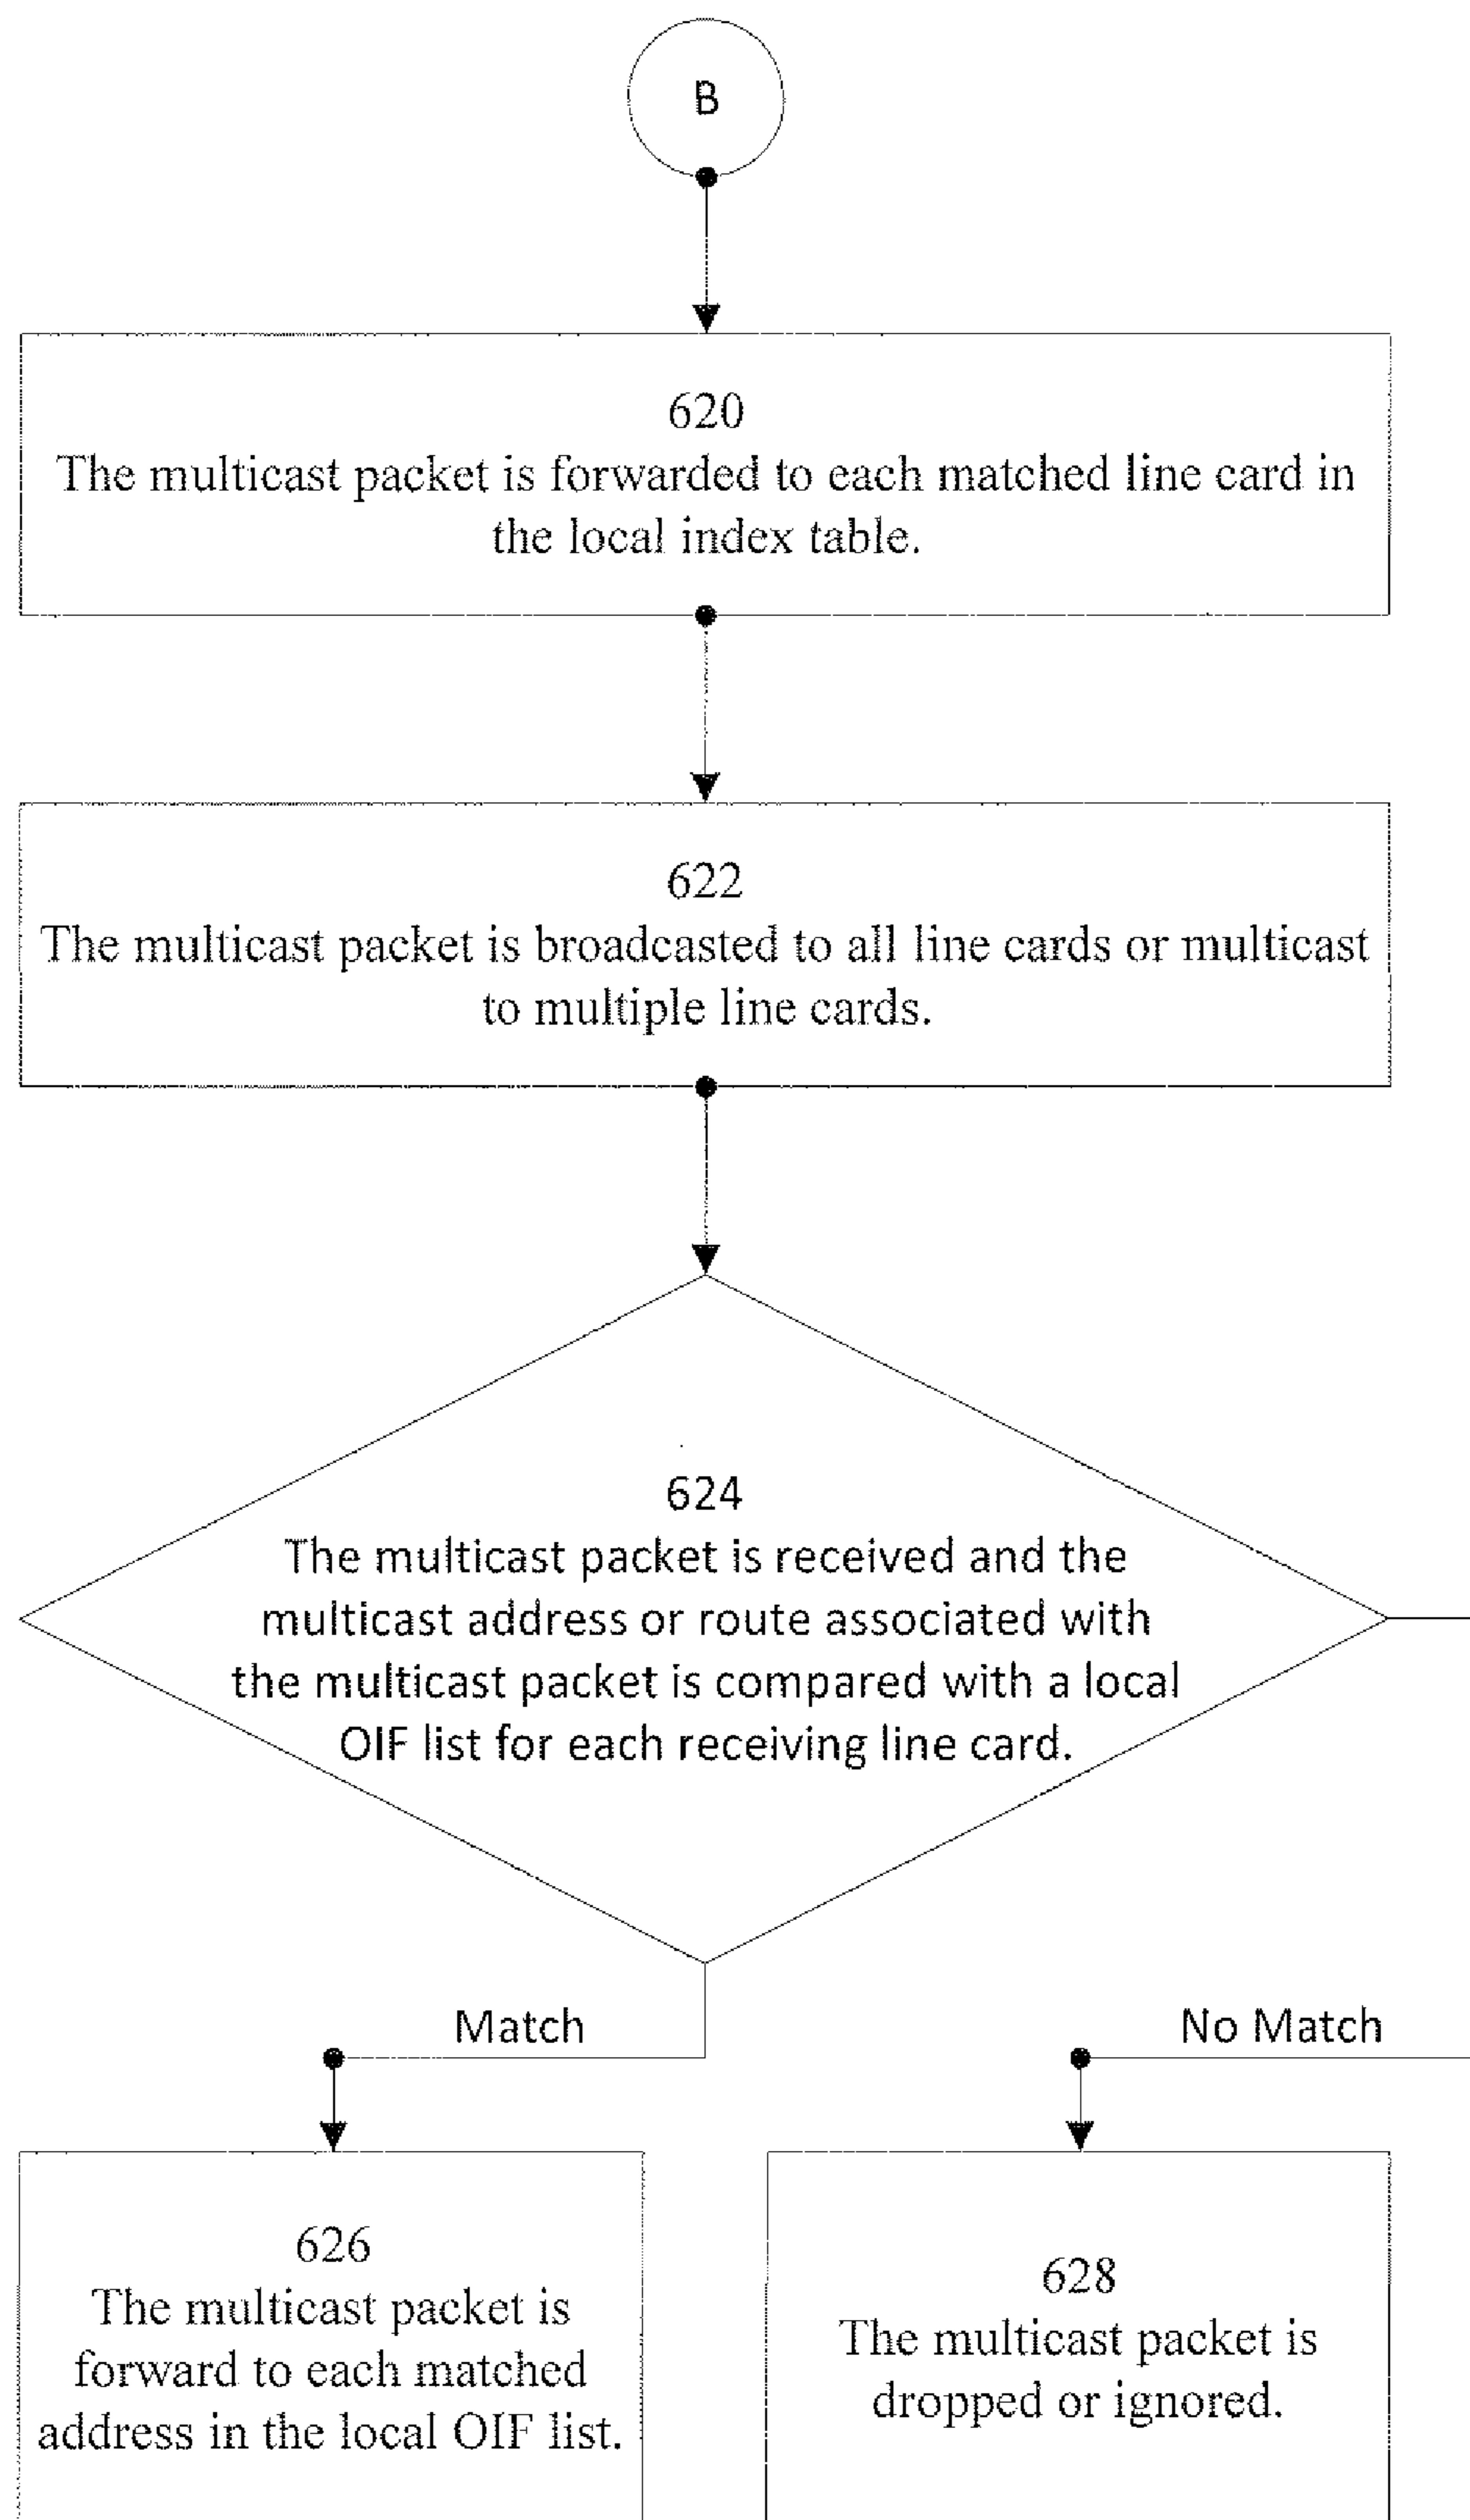 B
620
The multicast packet is forwarded to each matched line card in
the local index table.
622
The multicast packet is broadcasted to all line cards or multicast
to multiple line cards.
624
The multicast packet is received and the
multicast address or route associated with
the multicast packet is compared with a local
OIF list for each receiving line card.
Match
No Match
626
The multicast packet is
forward to each matched
address in the local OIF list.
628
The multicast packet is
dropped or ignored.